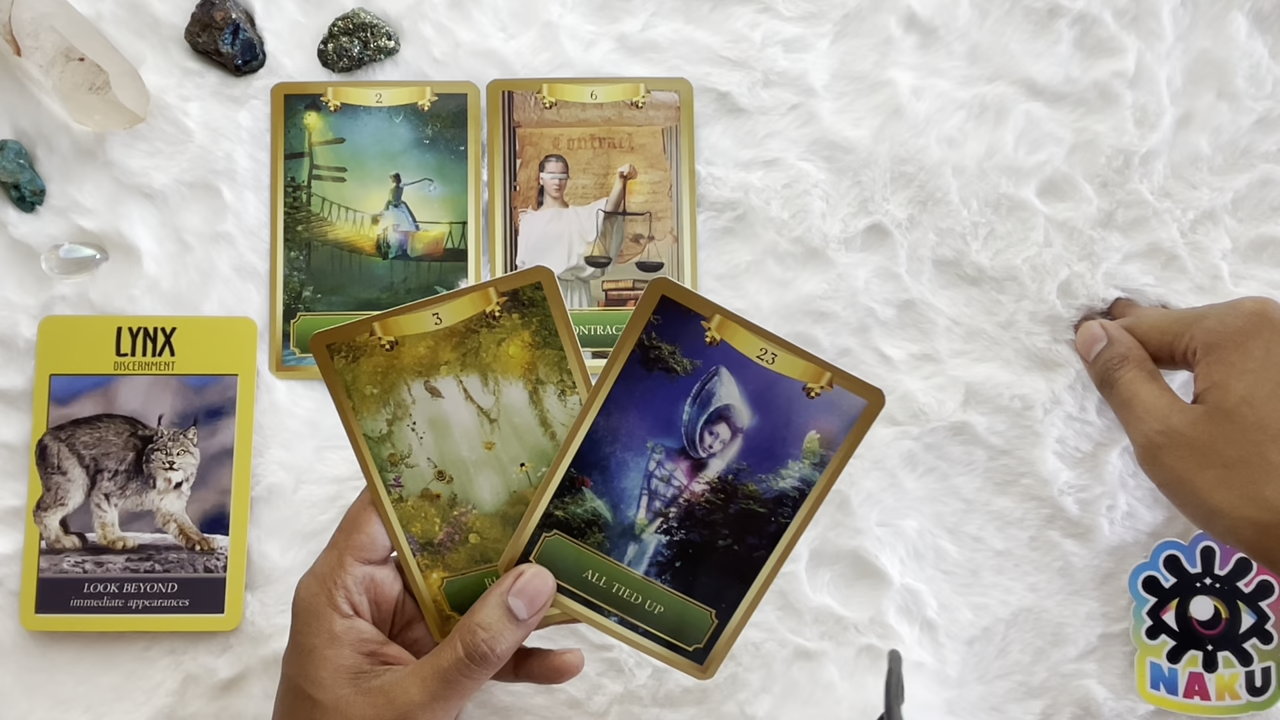 2
6
Contract
3
23
ALL TIED UP
LYNX
DISCERNMENT
LOOK BEYOND
immediate appearances
NAKU